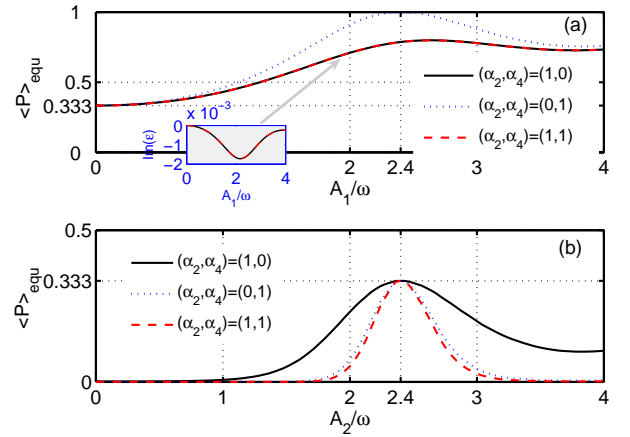 (a)
1
0.5
0.333
0
<P>equ
(α2,α4)=(1,0)
(α2,α4)=(0,1)
(α2,α4)=(1,1)
x 10−3
0
−1
−2
Im(ε)
0 2 4
A1/ω
0 1 2 2.4 3 4
A1/ω
(b)
0.5
0.333
0
<P>equ
(α2,α4)=(1,0)
(α2,α4)=(0,1)
(α2,α4)=(1,1)
0 1 2 2.4 3 4
A2/ω